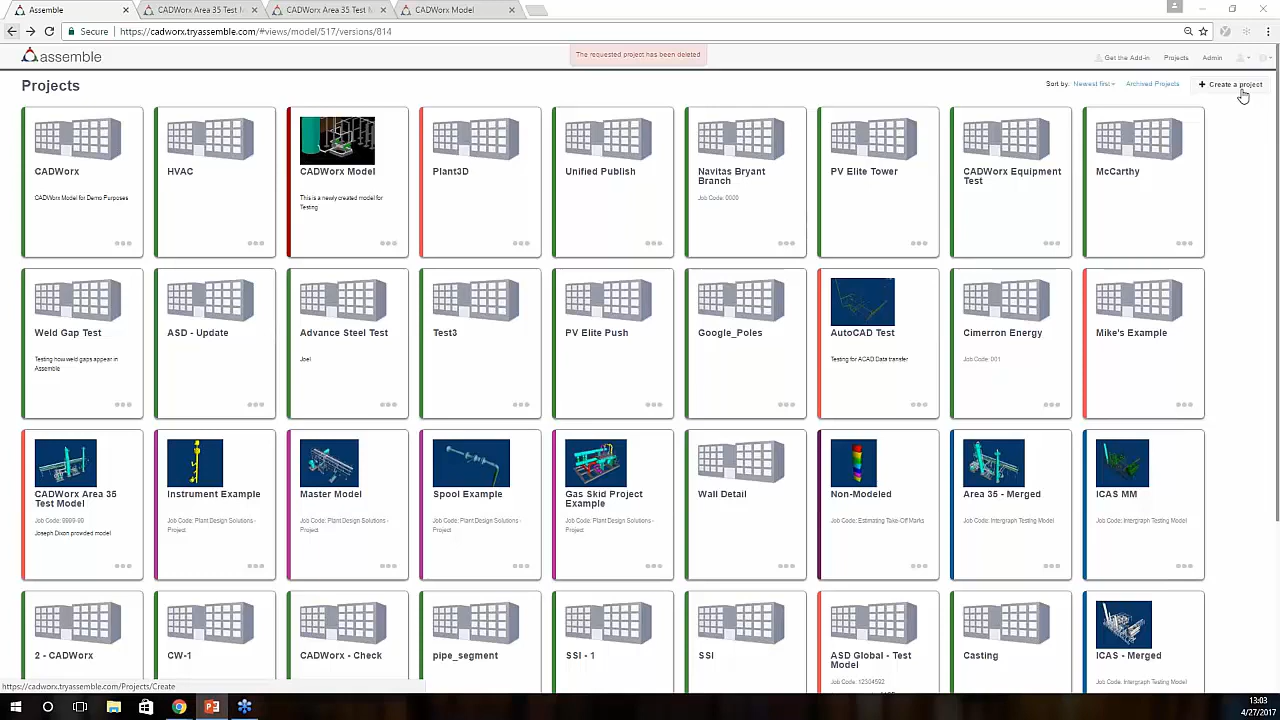 Assemble
CADWorx Area 35 Test M
CADWorx Area 35 Test M
CADWorx Model
Secure
https://cadworx.tryassemble.com/#views/model/517/versions/814
assemble
The requested project has been deleted
Get the Add-in
Projects
Admin
Projects
Sort by:
Newest first
Archived Projects
+ Create a project
CADWorx
CADWorx Model for Demo Purposes
HVAC
CADWorx Model
This is a newly created model for
Testing
Plant3D
Unified Publish
Navitas Bryant
Branch
Job Code: 0000
PV Elite Tower
CADWorx Equipment
Test
McCarthy
Weld Gap Test
Testing how weld gaps appear in
Assemble
ASD - Update
Advance Steel Test
Joel
Test3
PV Elite Push
Google_Poles
AutoCAD Test
Testing for ACAD Data transfer
Cimerron Energy
Job Code: 001
Mike's Example
CADWorx Area 35
Test Model
Job Code: 9999-99
Joseph Dixon provided model
Instrument Example
Job Code: Plant Design Solutions -
Project
Master Model
Job Code: Plant Design Solutions -
Project
Spool Example
Job Code: Plant Design Solutions -
Project
Gas Skid Project
Example
Job Code: Plant Design Solutions -
Project
Wall Detail
Non-Modeled
Job Code: Estimating Take-Off Marks
Area 35 - Merged
Job Code: Intergraph Testing Model
ICAS MM
Job Code: Intergraph Testing Model
2 - CADWorx
CW-1
CADWorx - Check
pipe_segment
SSI - 1
SSI
ASD Global - Test
Model
Job Code: 12304592
Casting
ICAS - Merged
Job Code: Intergraph Testing Model
https://cadworx.tryassemble.com/Projects/Create
13:03
4/27/2017